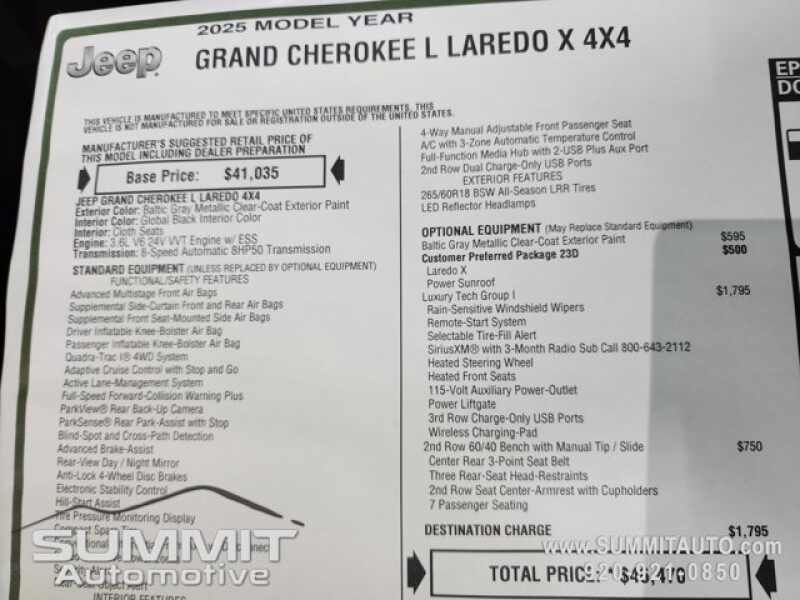 2025 MODEL YEAR
Jeep
GRAND CHEROKEE L LAREDO X 4X4
THIS VEHICLE IS MANUFACTURED TO MEET SPECIFIC UNITED STATES REQUIREMENTS. THIS
VEHICLE IS NOT MANUFACTURED FOR SALE OR REGISTRATION OUTSIDE OF THE UNITED STATES.
MANUFACTURER'S SUGGESTED RETAIL PRICE OF
THIS MODEL INCLUDING DEALER PREPARATION
Base Price: $41,035
JEEP GRAND CHEROKEE L LAREDO 4X4
Exterior Color: Baltic Gray Metallic Clear-Coat Exterior Paint
Interior Color: Global Black Interior Color
Interior: Cloth Seats
Engine: 3.6L V6 24V VVT Engine w/ ESS
Transmission: 8-Speed Automatic 8HP50 Transmission
STANDARD EQUIPMENT (UNLESS REPLACED BY OPTIONAL EQUIPMENT)
FUNCTIONAL/SAFETY FEATURES
Advanced Multistage Front Air Bags
Supplemental Side-Curtain Front and Rear Air Bags
Supplemental Front Seat-Mounted Side Air Bags
Driver Inflatable Knee-Bolster Air Bag
Passenger Inflatable Knee-Bolster Air Bag
Quadra-Trac I® 4WD System
Adaptive Cruise Control with Stop and Go
Active Lane-Management System
Full-Speed Forward-Collision Warning Plus
ParkView® Rear Back-Up Camera
ParkSense® Rear Park-Assist with Stop
Blind-Spot and Cross-Path Detection
Advanced Brake-Assist
Rear-View Day / Night Mirror
Anti-Lock 4-Wheel Disc Brakes
Electronic Stability Control
Hill-Start Assist
Tire Pressure Monitoring Display
INTERIOR FEATURES
4-Way Manual Adjustable Front Passenger Seat
A/C with 3-Zone Automatic Temperature Control
Full-Function Media Hub with 2-USB Plus Aux Port
2nd Row Dual Charge-Only USB Ports
EXTERIOR FEATURES
265/60R18 BSW All-Season LRR Tires
LED Reflector Headlamps
OPTIONAL EQUIPMENT (May Replace Standard Equipment)
Baltic Gray Metallic Clear-Coat Exterior Paint $595
Customer Preferred Package 23D $500
Laredo X
Power Sunroof
Luxury Tech Group I $1,795
Rain-Sensitive Windshield Wipers
Remote-Start System
Selectable Tire-Fill Alert
SiriusXM® with 3-Month Radio Sub Call 800-643-2112
Heated Steering Wheel
Heated Front Seats
115-Volt Auxiliary Power-Outlet
Power Liftgate
3rd Row Charge-Only USB Ports
Wireless Charging-Pad
2nd Row 60/40 Bench with Manual Tip / Slide $750
Center Rear 3-Point Seat Belt
Three Rear-Seat Head-Restraints
2nd Row Seat Center-Armrest with Cupholders
7 Passenger Seating
DESTINATION CHARGE $1,795
TOTAL PRICE: *
EP
DO
SUMMIT
Automotive
www.SUMMITAUTO.com